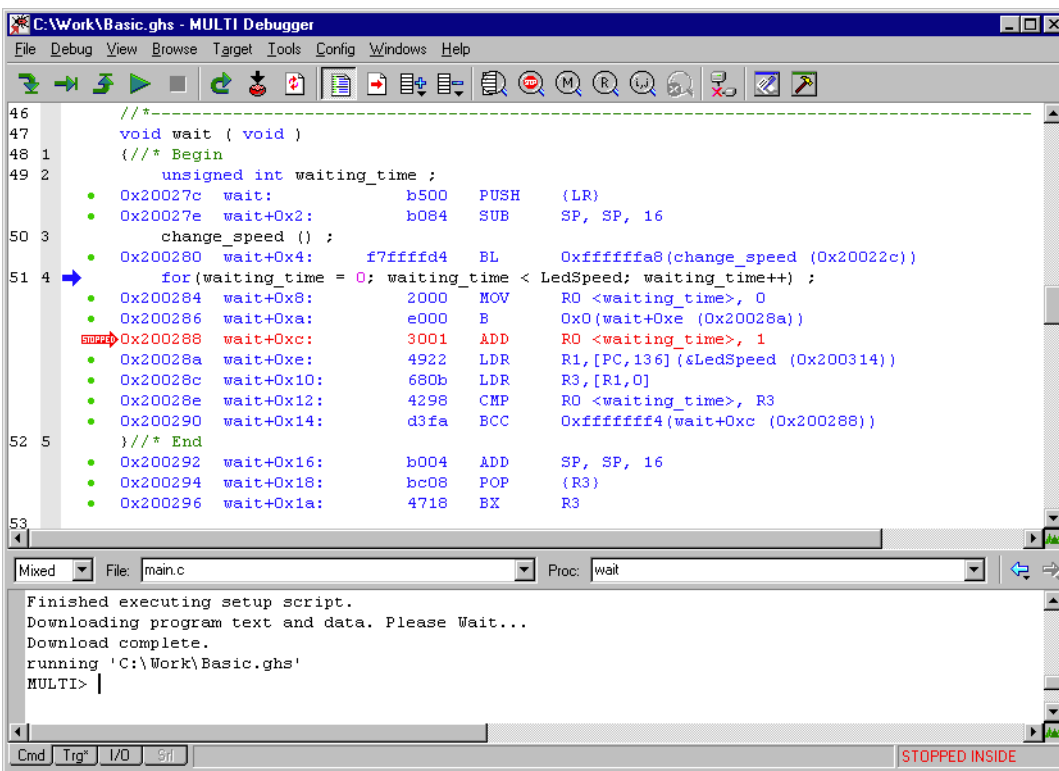 C:\Work\Basic.ghs - MULTI Debugger
File Debug View Browse Target Tools Config Windows Help
46 //*--------------------------------------------------------------------------------
47 void wait ( void )
48 1 {//* Begin
49 2 unsigned int waiting_time ;
0x20027c wait: b500 PUSH {LR}
0x20027e wait+0x2: b084 SUB SP, SP, 16
50 3 change_speed () ;
0x200280 wait+0x4: f7ffffd4 BL 0xffffffa8(change_speed (0x20022c))
51 4 for(waiting_time = 0; waiting_time < LedSpeed; waiting_time++) ;
0x200284 wait+0x8: 2000 MOV R0 <waiting_time>, 0
0x200286 wait+0xa: e000 B 0x0(wait+0xe (0x20028a))
STOPPED 0x200288 wait+0xc: 3001 ADD R0 <waiting_time>, 1
0x20028a wait+0xe: 4922 LDR R1,[PC,136](&LedSpeed (0x200314))
0x20028c wait+0x10: 680b LDR R3,[R1,0]
0x20028e wait+0x12: 4298 CMP R0 <waiting_time>, R3
0x200290 wait+0x14: d3fa BCC 0xfffffff4(wait+0xc (0x200288))
52 5 }//* End
0x200292 wait+0x16: b004 ADD SP, SP, 16
0x200294 wait+0x18: bc08 POP {R3}
0x200296 wait+0x1a: 4718 BX R3
53
Mixed File: main.c Proc: wait
Finished executing setup script.
Downloading program text and data. Please Wait...
Download complete.
running 'C:\Work\Basic.ghs'
MULTI>
Cmd Trg* I/O Srl STOPPED INSIDE